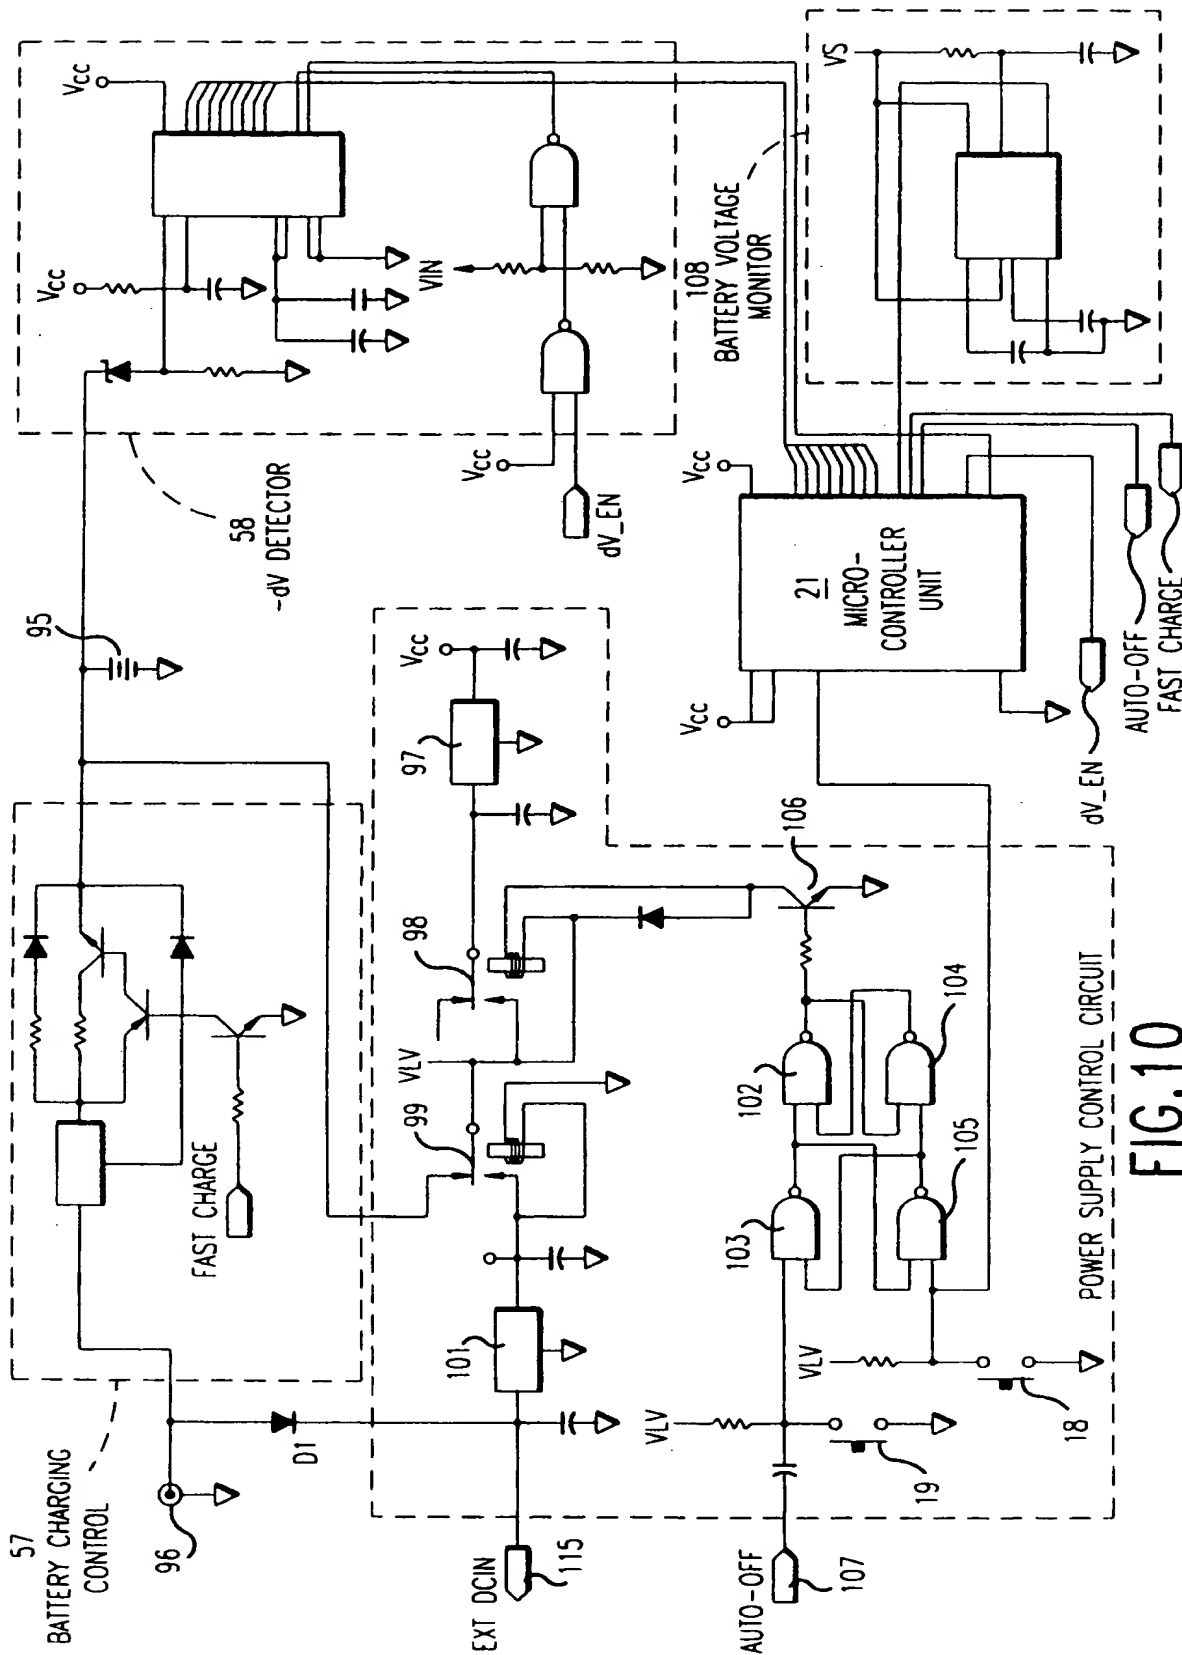 57
BATTERY CHARGING
CONTROL
96
D1
FAST CHARGE
95
58
-dV DETECTOR
Vcc
Vcc
VIN
Vcc
dV_EN
EXT DCIN
115
101
99
VLV
98
97
Vcc
AUTO-OFF
107
VLV
19
VLV
18
103
105
102
104
106
POWER SUPPLY CONTROL CIRCUIT
Vcc
Vcc
21
MICRO-
CONTROLLER
UNIT
dV_EN
AUTO-OFF
FAST CHARGE
108
BATTERY VOLTAGE
MONITOR
VS
FIG.10